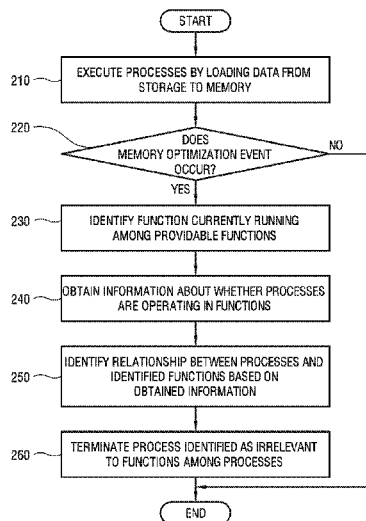 START
210
EXECUTE PROCESSES BY LOADING DATA FROM
STORAGE TO MEMORY
220
DOES
MEMORY OPTIMIZATION EVENT
OCCUR?
NO
YES
230
IDENTIFY FUNCTION CURRENTLY RUNNING
AMONG PROVIDABLE FUNCTIONS
240
OBTAIN INFORMATION ABOUT WHETHER PROCESSES
ARE OPERATING IN FUNCTIONS
250
IDENTIFY RELATIONSHIP BETWEEN PROCESSES AND
IDENTIFIED FUNCTIONS BASED ON
OBTAINED INFORMATION
260
TERMINATE PROCESS IDENTIFIED AS IRRELEVANT
TO FUNCTIONS AMONG PROCESSES
END